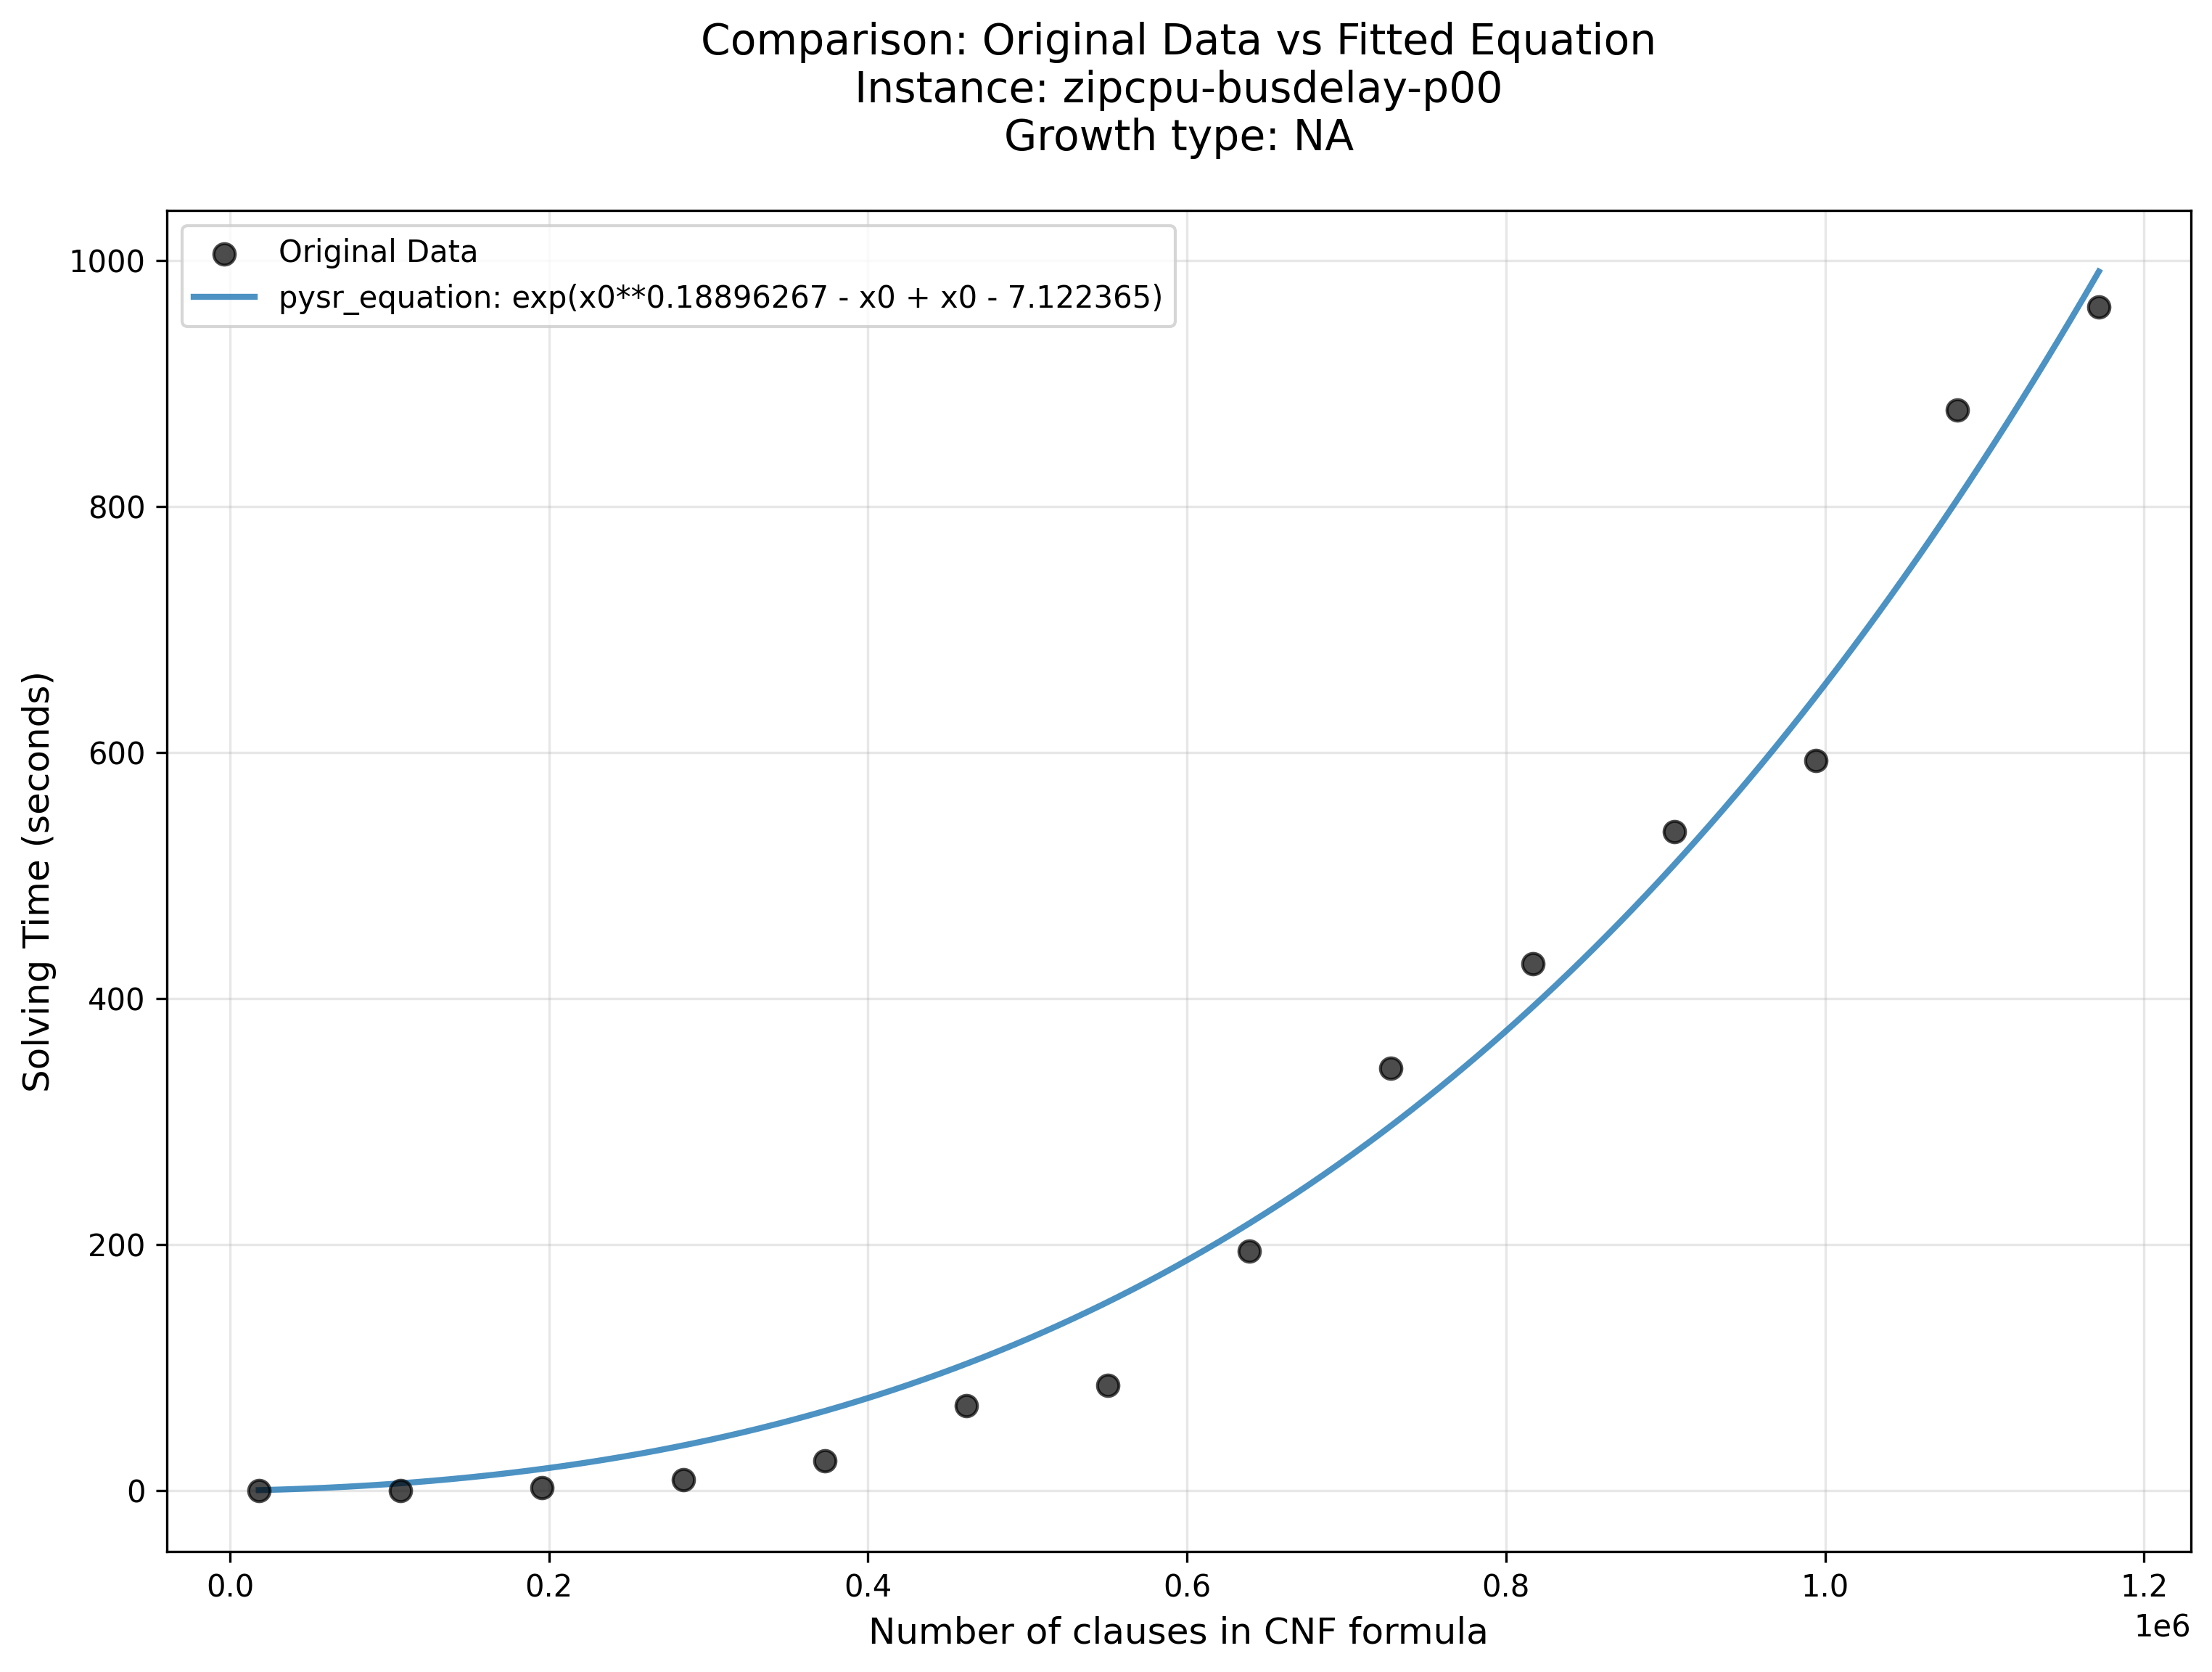 Comparison: Original Data vs Fitted Equation
Instance: zipcpu-busdelay-p00
Growth type: NA
Original Data
pysr_equation: exp(x0**0.18896267 - x0 + x0 - 7.122365)
Solving Time (seconds)
1000
800
600
400
200
0
0.0 0.2 0.4 0.6 0.8 1.0 1.2
1e6
Number of clauses in CNF formula